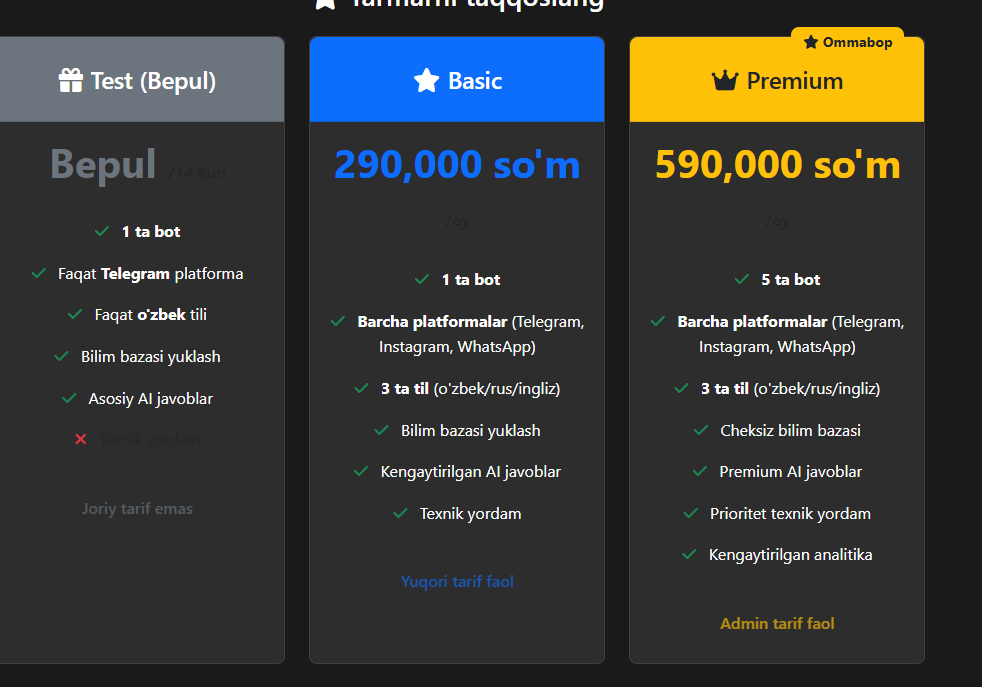 Tariflarni taqqoslang
Test (Bepul)
Bepul /14 kun
1 ta bot
Faqat Telegram platforma
Faqat o'zbek tili
Bilim bazasi yuklash
Asosiy AI javoblar
Texnik yordam
Joriy tarif emas
Basic
290,000 so'm
/oy
1 ta bot
Barcha platformalar (Telegram,
Instagram, WhatsApp)
3 ta til (o'zbek/rus/ingliz)
Bilim bazasi yuklash
Kengaytirilgan AI javoblar
Texnik yordam
Yuqori tarif faol
Ommabop
Premium
590,000 so'm
/oy
5 ta bot
Barcha platformalar (Telegram,
Instagram, WhatsApp)
3 ta til (o'zbek/rus/ingliz)
Cheksiz bilim bazasi
Premium AI javoblar
Prioritet texnik yordam
Kengaytirilgan analitika
Admin tarif faol